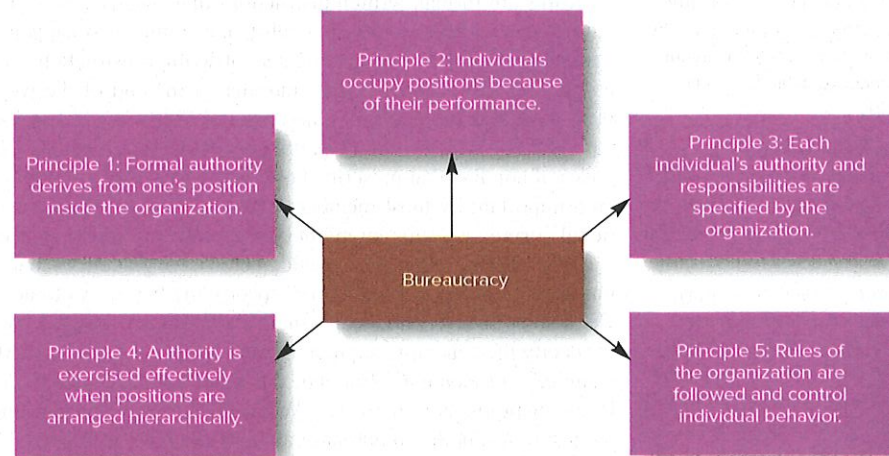 Principle 2: Individuals
occupy positions because
of their performance.
Principle 1: Formal authority
derives from one's position
inside the organization.
Principle 3: Each
individual's authority and
responsibilities are
specified by the
organization.
Bureaucracy
Principle 4: Authority is
exercised effectively
when positions are
arranged hierarchically.
Principle 5: Rules of
the organization are
followed and control
individual behavior.